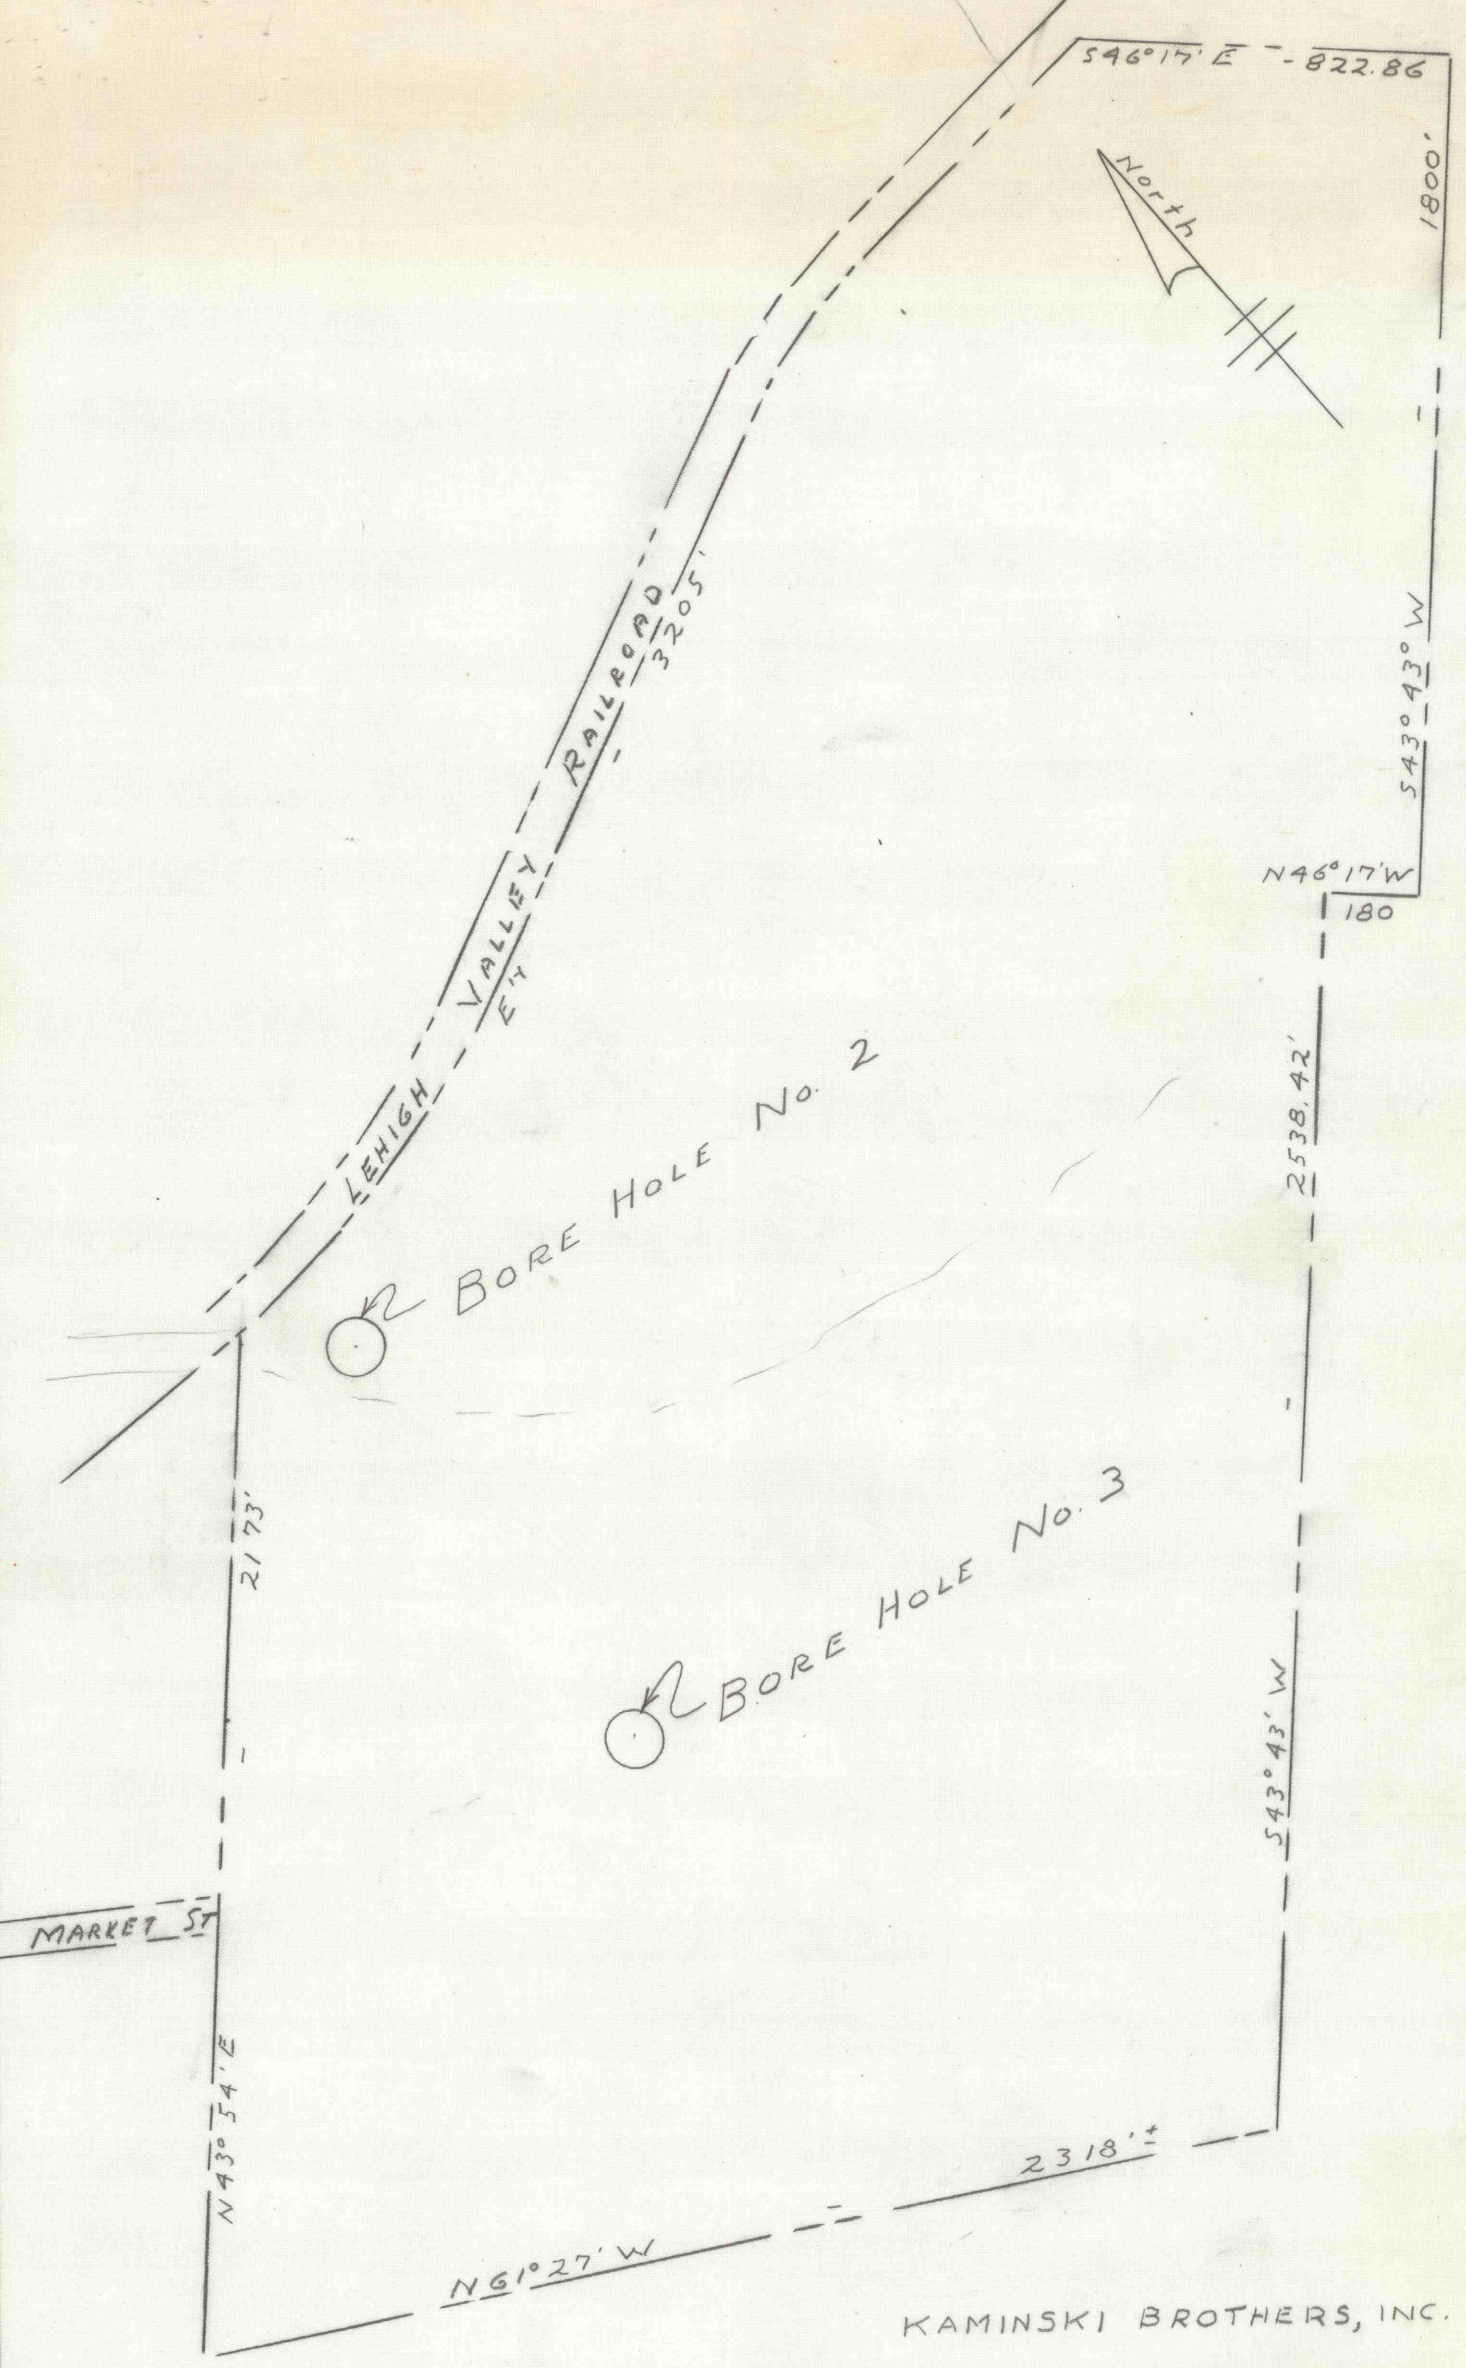 S46°17'E - 822.86
North
1800'
S43°43°W
N46°17'W
180
2538.42'
S43°43'W
LEHIGH VALLEY RAILROAD
E'y - 3205'
BORE HOLE No. 2
BORE HOLE No. 3
2173'
MARKET ST
N43°54'E
N61°27'W - 2318'±
KAMINSKI BROTHERS, INC.